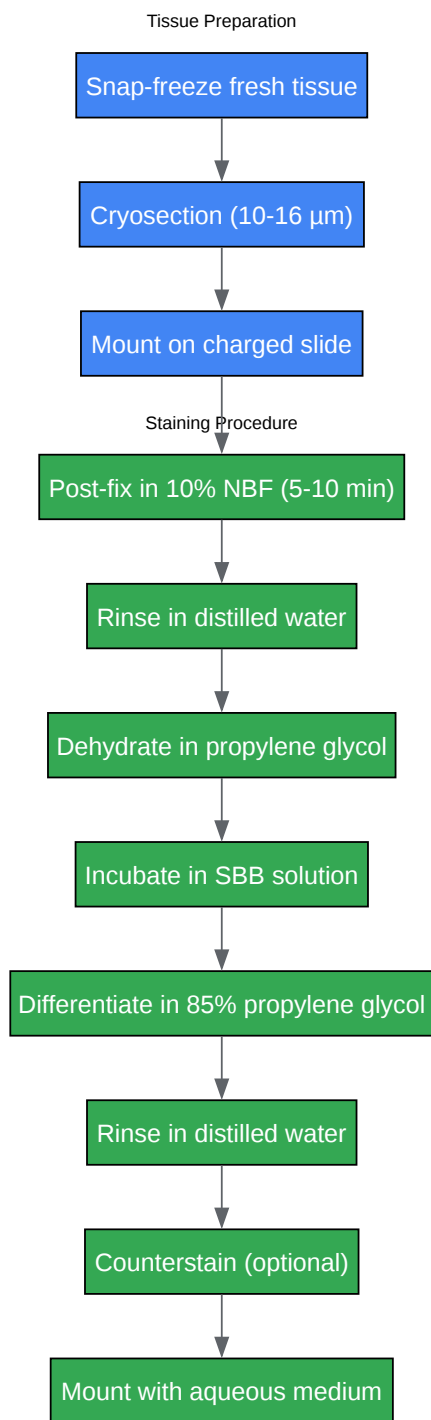 Tissue Preparation
Snap-freeze fresh tissue
Cryosection (10-16 µm)
Mount on charged slide
Staining Procedure
Post-fix in 10% NBF (5-10 min)
Rinse in distilled water
Dehydrate in propylene glycol
Incubate in SBB solution
Differentiate in 85% propylene glycol
Rinse in distilled water
Counterstain (optional)
Mount with aqueous medium